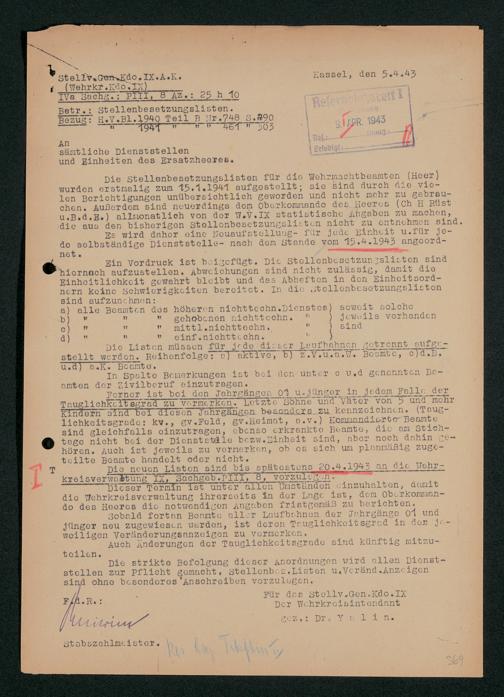 Stellv.Gen.Kdo.IX.A.K.
(Wehrkr.Kdo.IX)
IVa Sachg.: PIII, 8 Az.: 25 h 10
Kassel, den 5.4.43
Betr.: Stellenbesetzungslisten.
Bezug: H.V.Bl.1940 Teil B Nr.748 S.490
" 1941 " " " 461 " 303
APR. 1943
Erledigt:
An
sämtliche Dienststellen
und Einheiten des Ersatzheeres.
Die Stellenbesetzungslisten für die Wehrmachtbeamten (Heer)
wurden erstmalig zum 15.1.1941 aufgestellt; sie sind durch die vie-
len Berichtigungen unübersichtlich geworden und nicht mehr zu gebrau-
chen. Außerdem sind neuerdings dem Oberkommando des Heeres (Ch H Rüst
u.B.d.E.) allmonatlich von der W.V.IX statistische Angaben zu machen,
die aus den bisherigen Stellenbesetzungslisten nicht zu entnehmen sind.
Es wird daher eine Neuaufstellung- für jede Einheit u.für je-
de selbständige Dienststelle- nach dem Stande vom 15.4.1943 angeord-
net.
Ein Vordruck ist beigefügt. Die Stellenbesetzungslisten sind
hiernach aufzustellen. Abweichungen sind nicht zulässig, damit die
Einheitlichkeit gewahrt bleibt und das Abheften in den Einheitsord-
nern keine Schwierigkeiten bereitet. In die Stellenbesetzungslisten
sind aufzunehmen:
a) alle Beamten des höheren nichttechn.Dienstes) soweit solche
b) " " " gehobenen nichttechn. " ) jeweils vorhanden
c) " " " mittl.nichttechn. " ) sind
d) " " " einf.nichttechn. " )
Die Listen müssen für jede dieser Laufbahnen getrennt aufge-
stellt werden. Reihenfolge: a) aktive, b) z.V.u.a.W. Beamte, c)d.B.
u.d) a.K. Beamte.
In Spalte Bemerkungen ist bei den unter c u.d genannten Be-
amten der Zivilberuf einzutragen.
Ferner ist bei den Jahrgängen 01 u.jünger in jedem Falle der
Tauglichkeitsgrad zu vermerken. Letzte Söhne und Väter von 5 und mehr
Kindern sind bei diesen Jahrgängen besonders zu kennzeichnen. (Taug-
lichkeitsgrade: kv., gv.Feld, gv.Heimat, a.v.) Kommandierte Beamte
sind gleichfalls einzutragen, ebenso erkrankte Beamte, die am Stich-
tage nicht bei der Dienststelle bezw.Einheit sind, aber noch dahin ge-
hören. Auch ist jeweils zu vermerken, ob es sich um planmäßig zuge-
teilte Beamte handelt oder nicht.
Die neuen Listen sind bis spätestens 20.4.1943 an die Wehr-
kreisverwaltung IX, Sachgeb.PIII, 8, vorzulegen.
Dieser Termin ist unter allen Umständen einzuhalten, damit
die Wehrkreisverwaltung ihrerseits in der Lage ist, dem Oberkomman-
do des Heeres die notwendigen Angaben fristgemäß zu berichten.
Sobald fortan Beamte aller Laufbahnen der Jahrgänge 01 und
jünger neu zugewiesen werden, ist deren Tauglichkeitsgrad in den je-
weiligen Veränderungsanzeigen zu vermerken.
Auch Änderungen der Tauglichkeitsgrade sind künftig mitzu-
teilen.
Die strikte Befolgung dieser Anordnungen wird allen Dienst-
stellen zur Pflicht gemacht. Stellenbes.Listen u.Veränd.Anzeigen
sind ohne besonderes Anschreiben vorzulegen.
F.d.R.:
Für das Stellv.Gen.Kdo.IX
Der Wehrkreisintendant
gez.: Dr.
Stabszahlmeister.
369